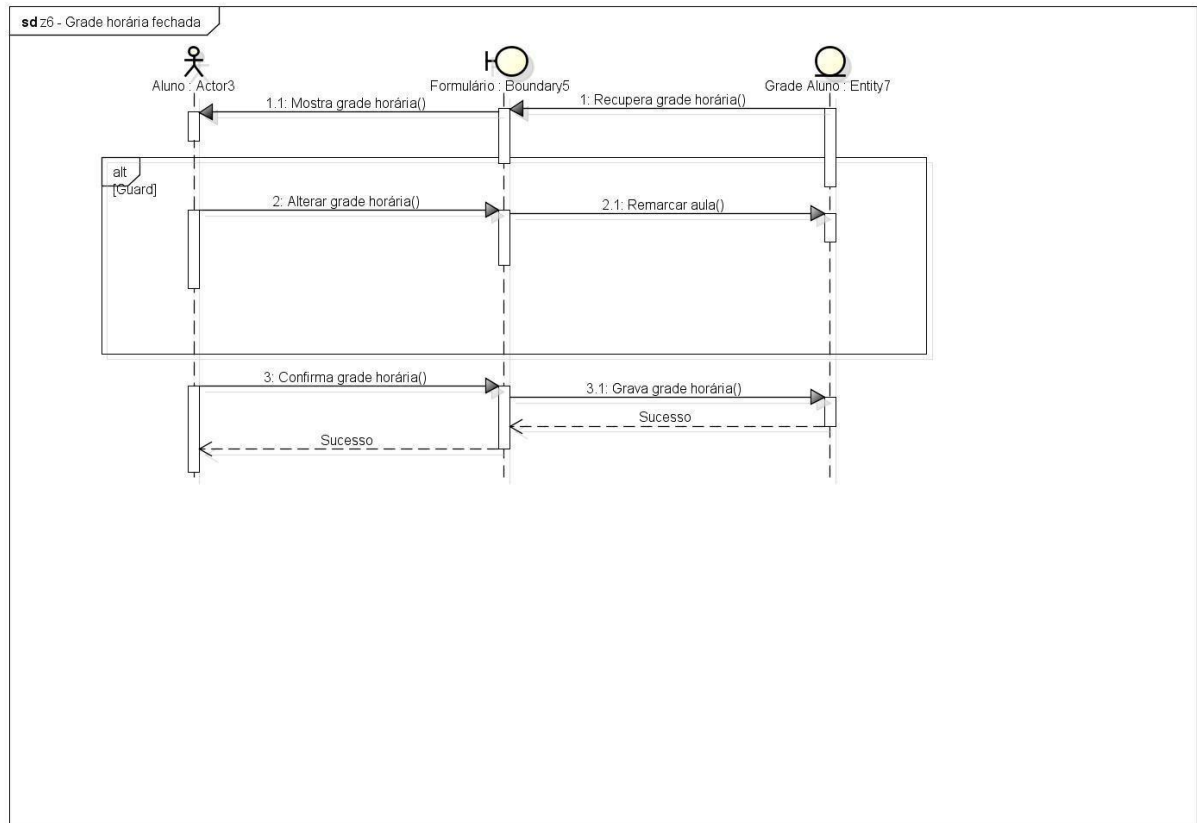 sd z6 - Grade horária fechada
Aluno : Actor3
Formulário : Boundary5
Grade Aluno : Entity7
1.1: Mostra grade horária()
1: Recupera grade horária()
alt
[Guard]
2: Alterar grade horária()
2.1: Remarcar aula()
3: Confirma grade horária()
3.1: Grava grade horária()
Sucesso
Sucesso